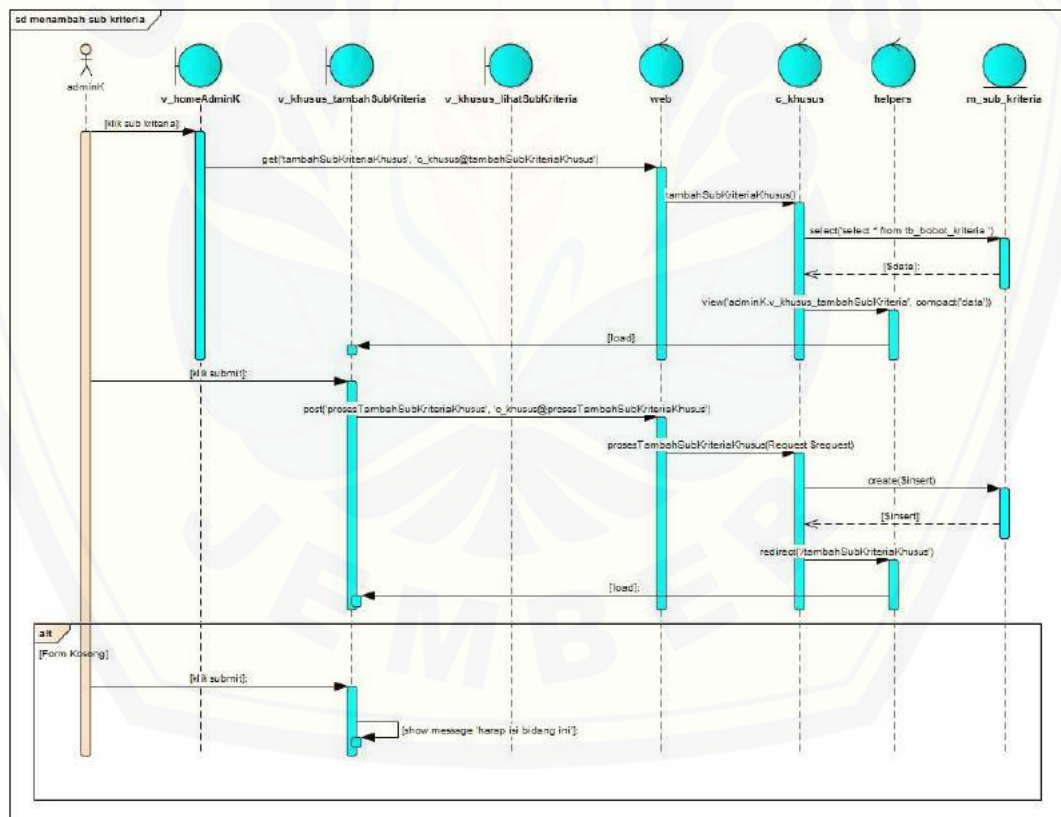 sd menambah sub kriteria
adminK
v_homeAdminK
v_khusus_tambahSubKriteria
v_khusus_lihatSubKriteria
web
c_khusus
helpers
m_sub_kriteria
[klik sub kriteria]:
get('tambahSubKriteriaKhusus', 'c_khusus@tambahSubKriteriaKhusus')
tambahSubKriteriaKhusus()
select('select * from tb_bobot_kriteria ')
[$data]:
view('adminK.v_khusus_tambahSubKriteria', compact('data'))
[load]:
[klik submit]:
post('prosesTambahSubKriteriaKhusus', 'c_khusus@prosesTambahSubKriteriaKhusus')
prosesTambahSubKriteriaKhusus(Request $request)
create($insert)
[$insert]:
redirect('/tambahSubKriteriaKhusus')
[load]:
alt
[Form Kosong]
[klik submit]:
[show message 'harap isi bidang ini']:
JEMBER